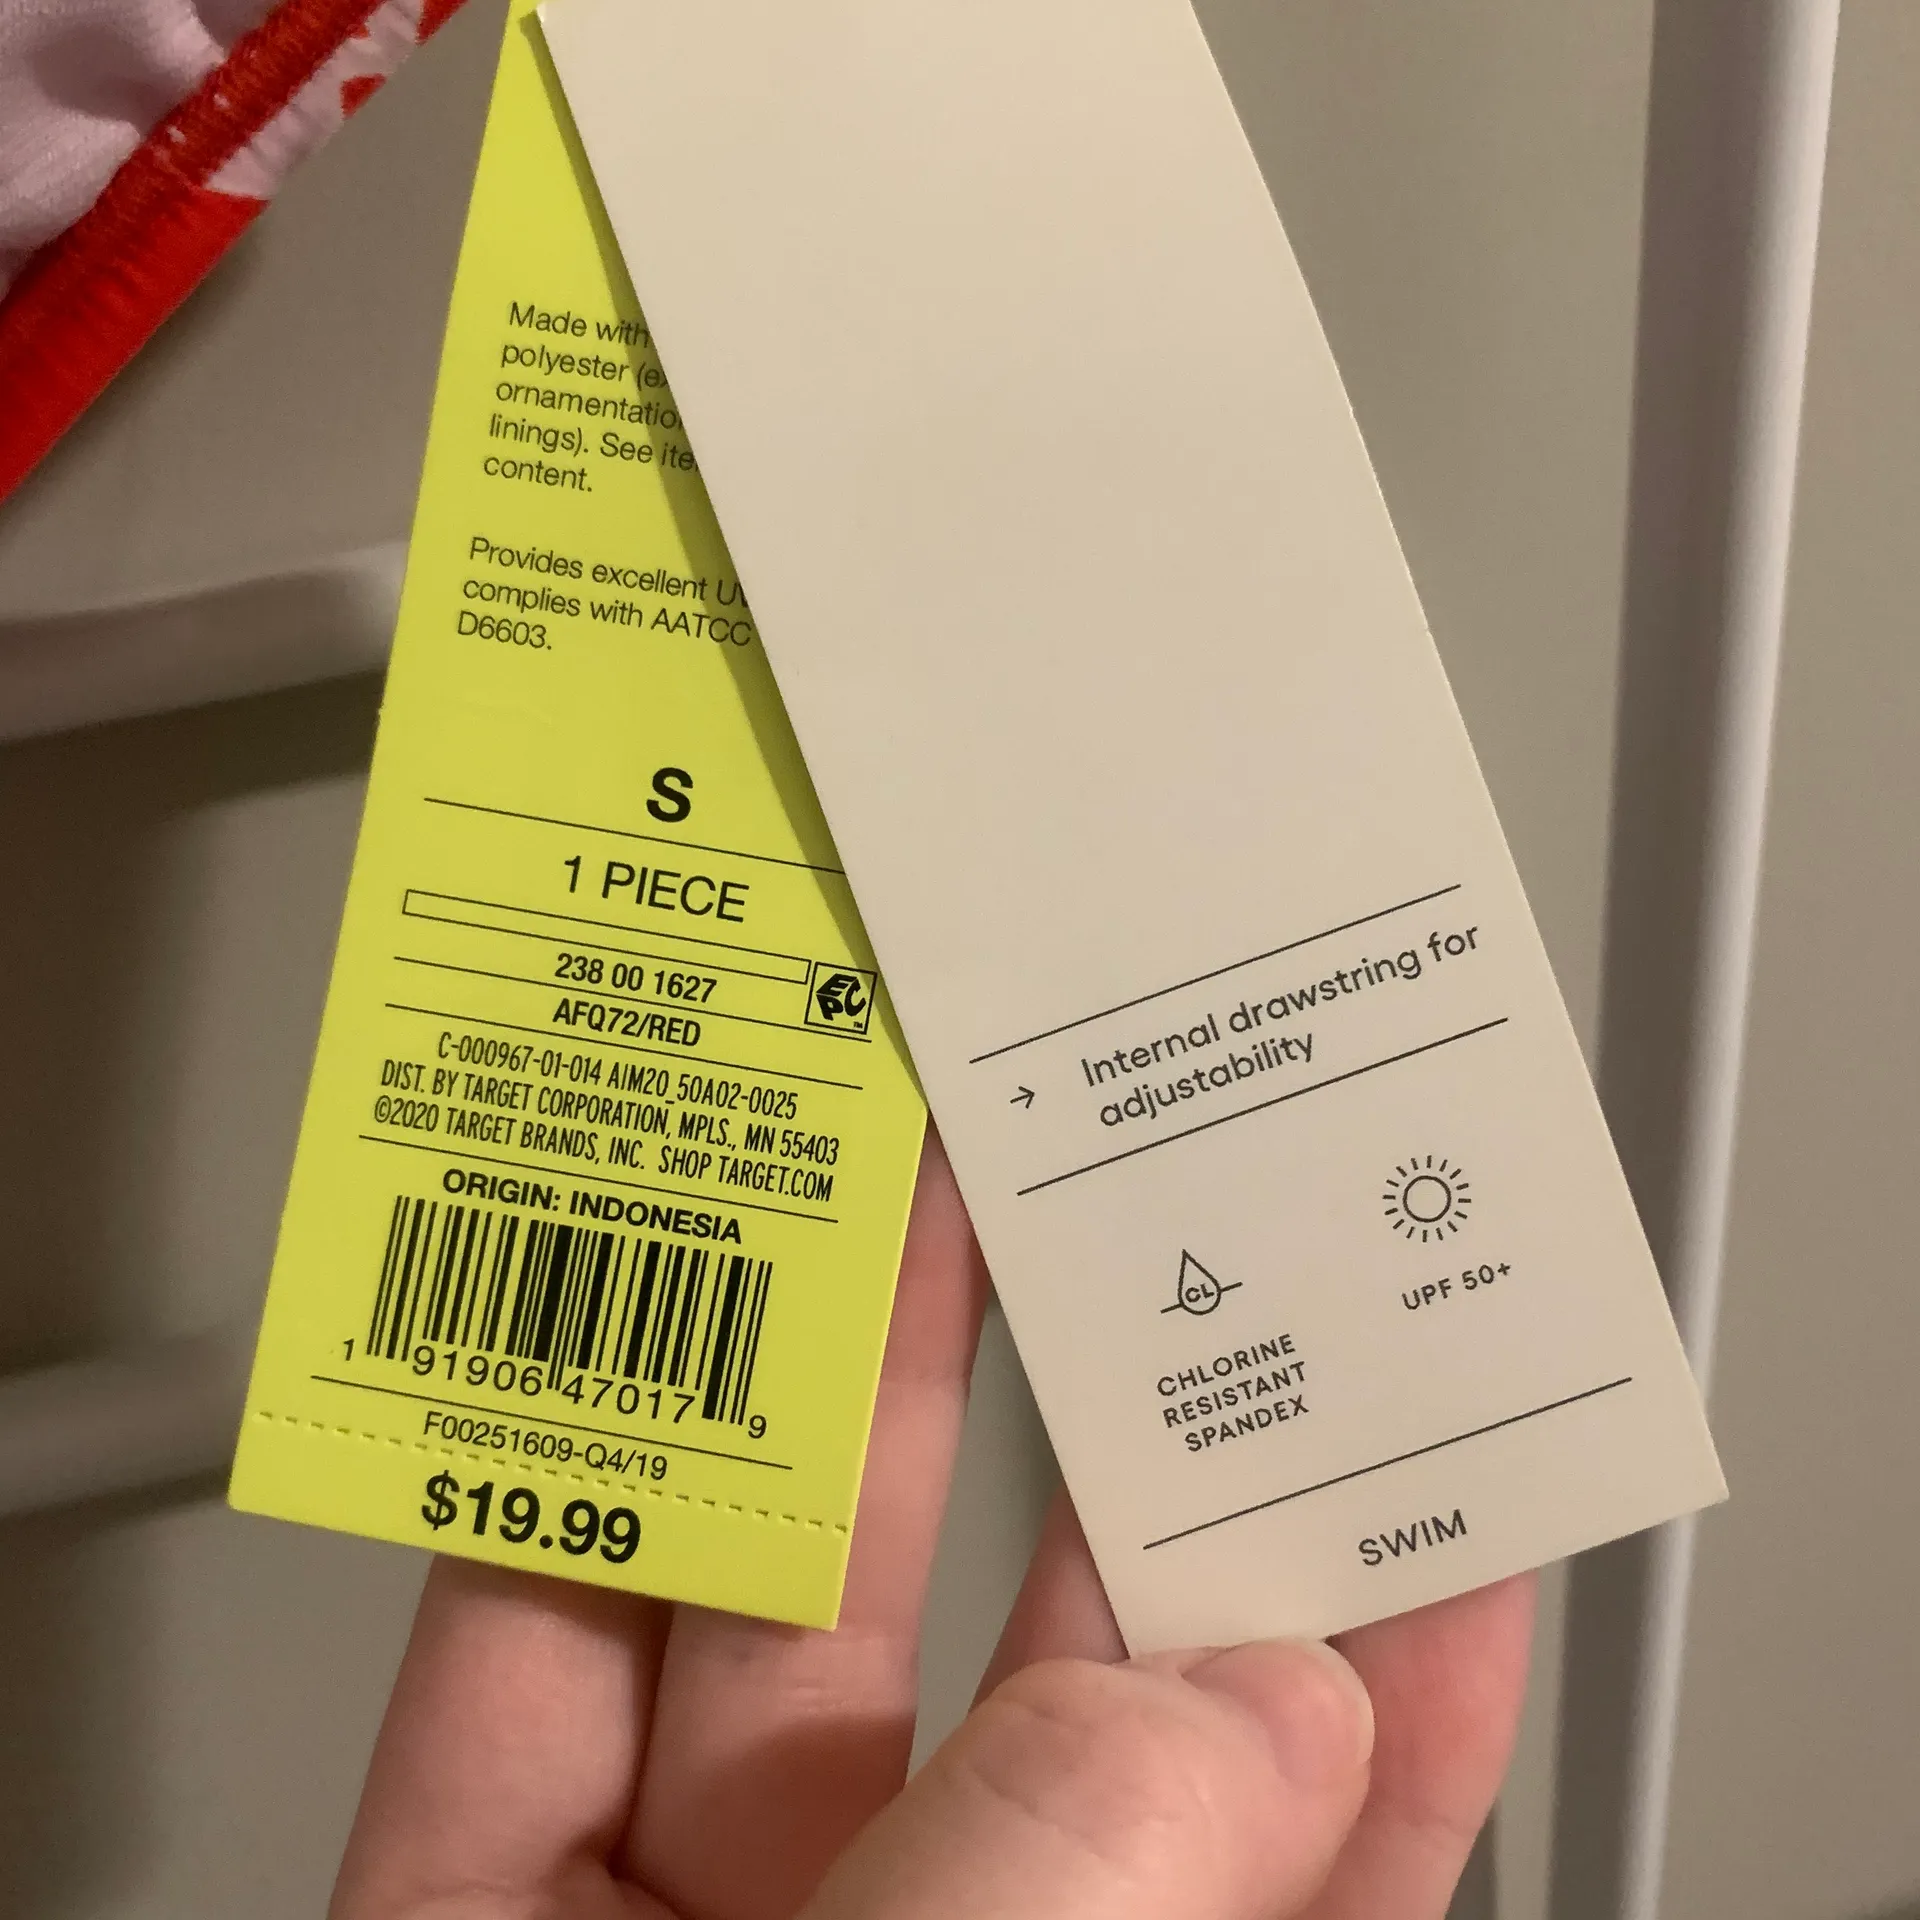 Made with
polyester
ornamentation
linings). See
content.
Provides excellent
complies with AATCC
D6603.
S
1 PIECE
238 00 1627
EPC
TM
AFQ72/RED
C-000967-01-014 AIM20_50A02-0025
DIST. BY TARGET CORPORATION, MPLS., MN 55403
©2020 TARGET BRANDS, INC. SHOP TARGET.COM
ORIGIN: INDONESIA
1 91906 47017 9
F00251609-Q4/19
$19.99
→ Internal drawstring for
adjustability
CL
CHLORINE
RESISTANT
SPANDEX
UPF 50+
SWIM